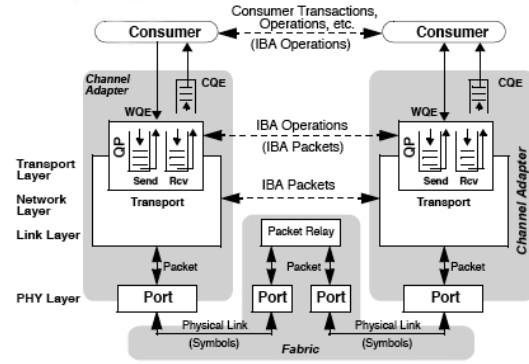 Consumer Transactions,
Operations, etc.
Consumer
Consumer
(IBA Operations)
Channel
Adapter
CQE
CQE
WQE
WQE
QP
IBA Operations
(IBA Packets)
QP
Transport
Layer
Send Rcv
Send Rcv
IBA Packets
Network
Layer
Transport
Transport
Link Layer
Packet Relay
Channel Adapter
Packet
Packet
Packet
Packet
PHY Layer
Port
Port
Port
Port
Physical Link
(Symbols)
Physical Link
(Symbols)
Fabric